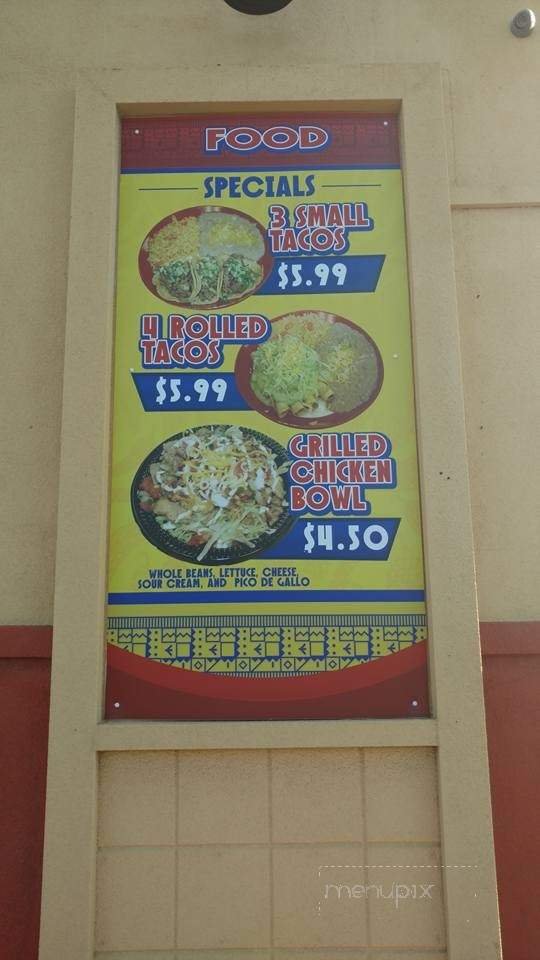 FOOD
SPECIALS
3 SMALL
TACOS
$5.99
4 ROLLED
TACOS
$5.99
GRILLED
CHICKEN
BOWL
$4.50
WHOLE BEANS, LETTUCE, CHEESE,
SOUR CREAM, AND PICO DE GALLO
menupix